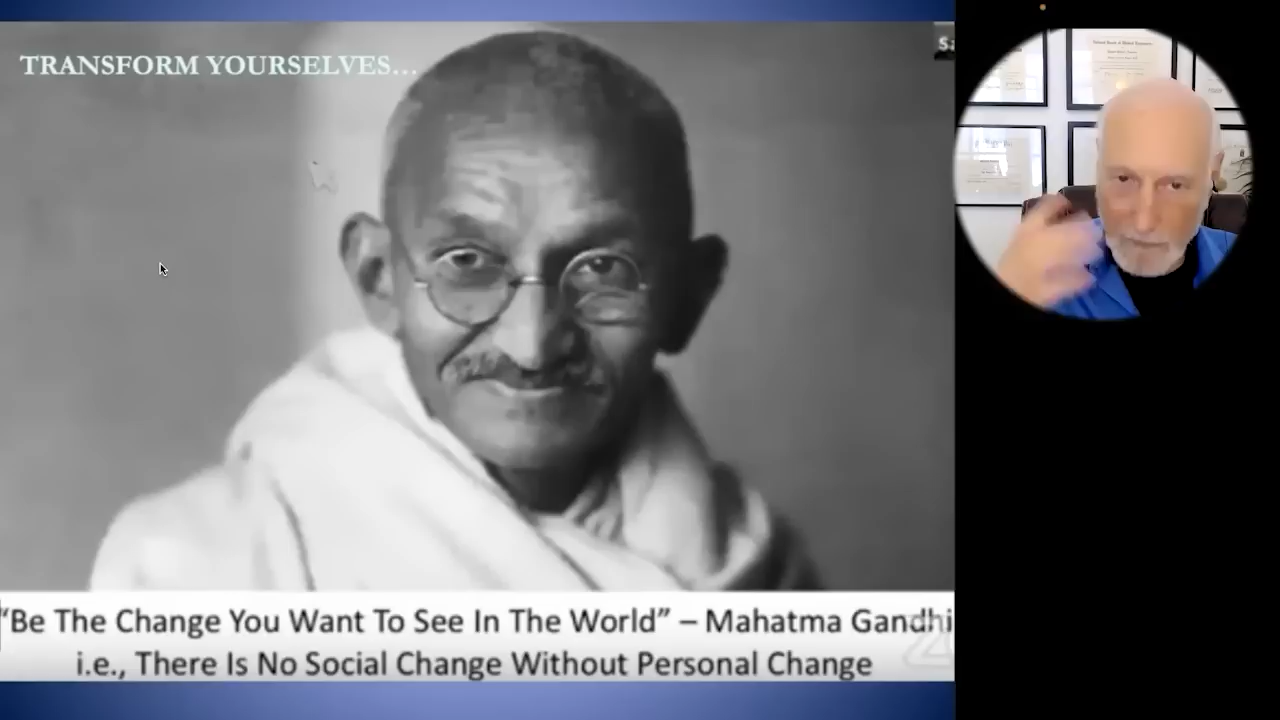 TRANSFORM YOURSELVES...
“Be The Change You Want To See In The World” – Mahatma Gandhi
i.e., There Is No Social Change Without Personal Change